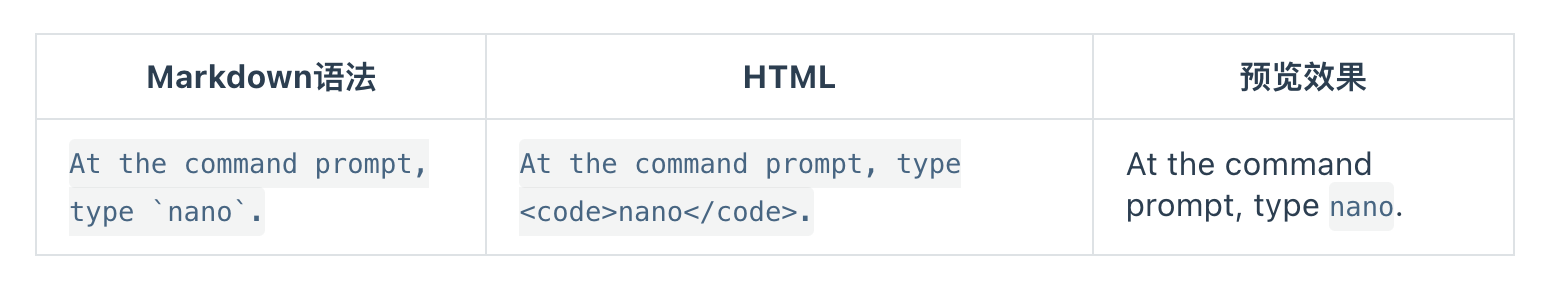 Markdown语法
HTML
预览效果
At the command prompt,
type `nano`.
At the command prompt, type
<code>nano</code>.
At the command
prompt, type nano.